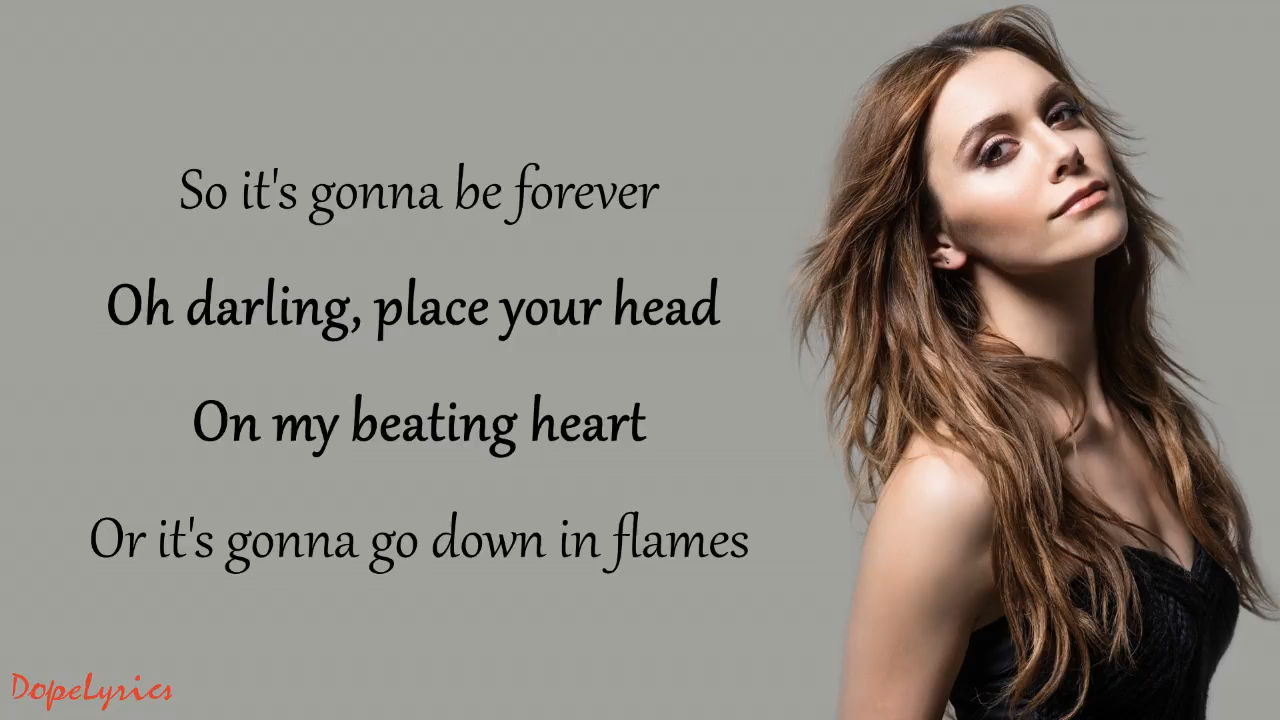 So it's gonna be forever
Oh darling, place your head
On my beating heart
Or it's gonna go down in flames
DopeLyrics